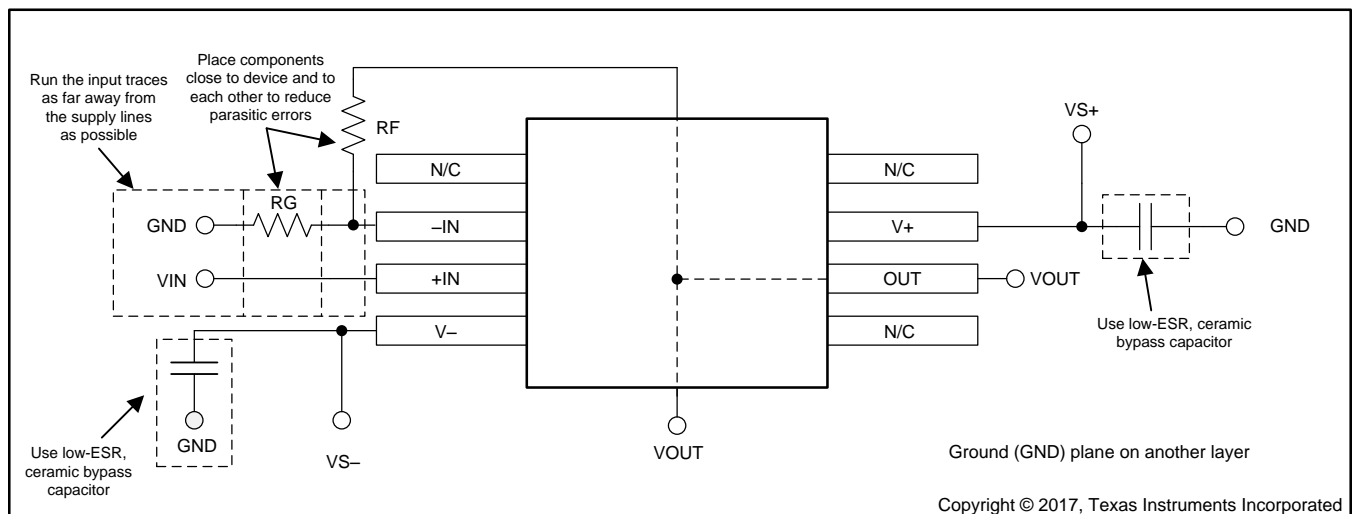 Run the input traces
as far away from
the supply lines
as possible
Place components
close to device and to
each other to reduce
parasitic errors
RF
VS+
N/C
N/C
RG
GND
–IN
V+
GND
VIN
+IN
OUT
VOUT
V–
N/C
Use low-ESR, ceramic
bypass capacitor
GND
Use low-ESR,
ceramic bypass
capacitor
VS–
VOUT
Ground (GND) plane on another layer
Copyright © 2017, Texas Instruments Incorporated